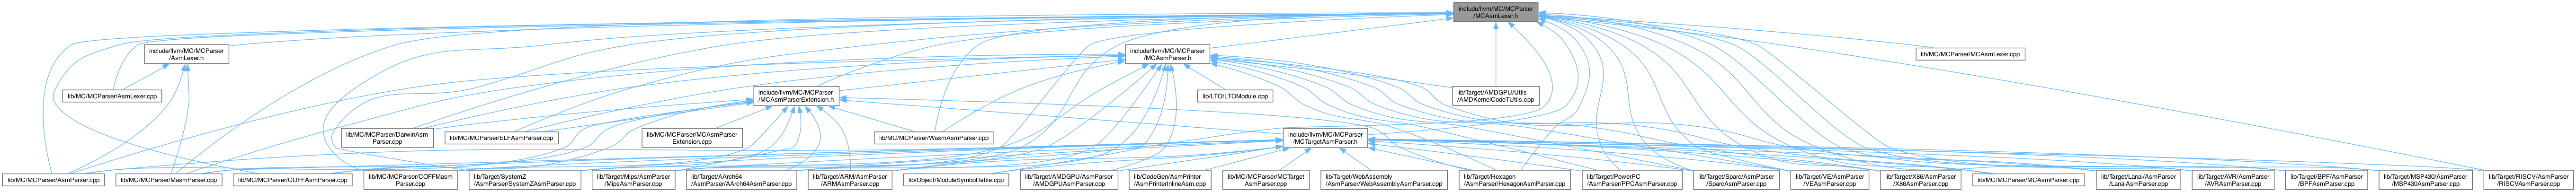 include/llvm/MC/MCParser
/MCAsmLexer.h
include/llvm/MC/MCParser
/AsmLexer.h
include/llvm/MC/MCParser
/MCAsmParser.h
lib/MC/MCParser/MCAsmLexer.cpp
lib/MC/MCParser/AsmLexer.cpp
include/llvm/MC/MCParser
/MCAsmParserExtension.h
lib/LTO/LTOModule.cpp
lib/Target/AMDGPU/Utils
/AMDKernelCodeTUtils.cpp
lib/MC/MCParser/DarwinAsm
Parser.cpp
lib/MC/MCParser/ELFAsmParser.cpp
lib/MC/MCParser/MCAsmParser
Extension.cpp
lib/MC/MCParser/WasmAsmParser.cpp
include/llvm/MC/MCParser
/MCTargetAsmParser.h
lib/MC/MCParser/AsmParser.cpp
lib/MC/MCParser/MasmParser.cpp
lib/MC/MCParser/COFFAsmParser.cpp
lib/MC/MCParser/COFFMasm
Parser.cpp
lib/Target/SystemZ
/AsmParser/SystemZAsmParser.cpp
lib/Target/Mips/AsmParser
/MipsAsmParser.cpp
lib/Target/AArch64
/AsmParser/AArch64AsmParser.cpp
lib/Target/ARM/AsmParser
/ARMAsmParser.cpp
lib/Object/ModuleSymbolTable.cpp
lib/Target/AMDGPU/AsmParser
/AMDGPUAsmParser.cpp
lib/CodeGen/AsmPrinter
/AsmPrinterInlineAsm.cpp
lib/MC/MCParser/MCTarget
AsmParser.cpp
lib/Target/WebAssembly
/AsmParser/WebAssemblyAsmParser.cpp
lib/Target/Hexagon
/AsmParser/HexagonAsmParser.cpp
lib/Target/PowerPC
/AsmParser/PPCAsmParser.cpp
lib/Target/Sparc/AsmParser
/SparcAsmParser.cpp
lib/Target/VE/AsmParser
/VEAsmParser.cpp
lib/Target/X86/AsmParser
/X86AsmParser.cpp
lib/MC/MCParser/MCAsmParser.cpp
lib/Target/Lanai/AsmParser
/LanaiAsmParser.cpp
lib/Target/AVR/AsmParser
/AVRAsmParser.cpp
lib/Target/BPF/AsmParser
/BPFAsmParser.cpp
lib/Target/MSP430/AsmParser
/MSP430AsmParser.cpp
lib/Target/RISCV/AsmParser
/RISCVAsmParser.cpp